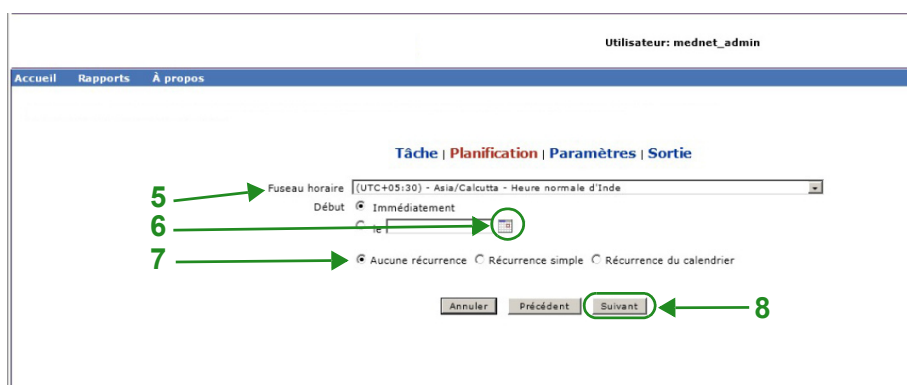 Utilisateur: mednet_admin
Accueil Rapports À propos
Tâche | Planification | Paramètres | Sortie
5 Fuseau horaire (UTC+05:30) - Asia/Calcutta - Heure normale d'Inde
Début Immédiatement
6 le
7 Aucune récurrence Récurrence simple Récurrence du calendrier
Annuler Précédent Suivant 8